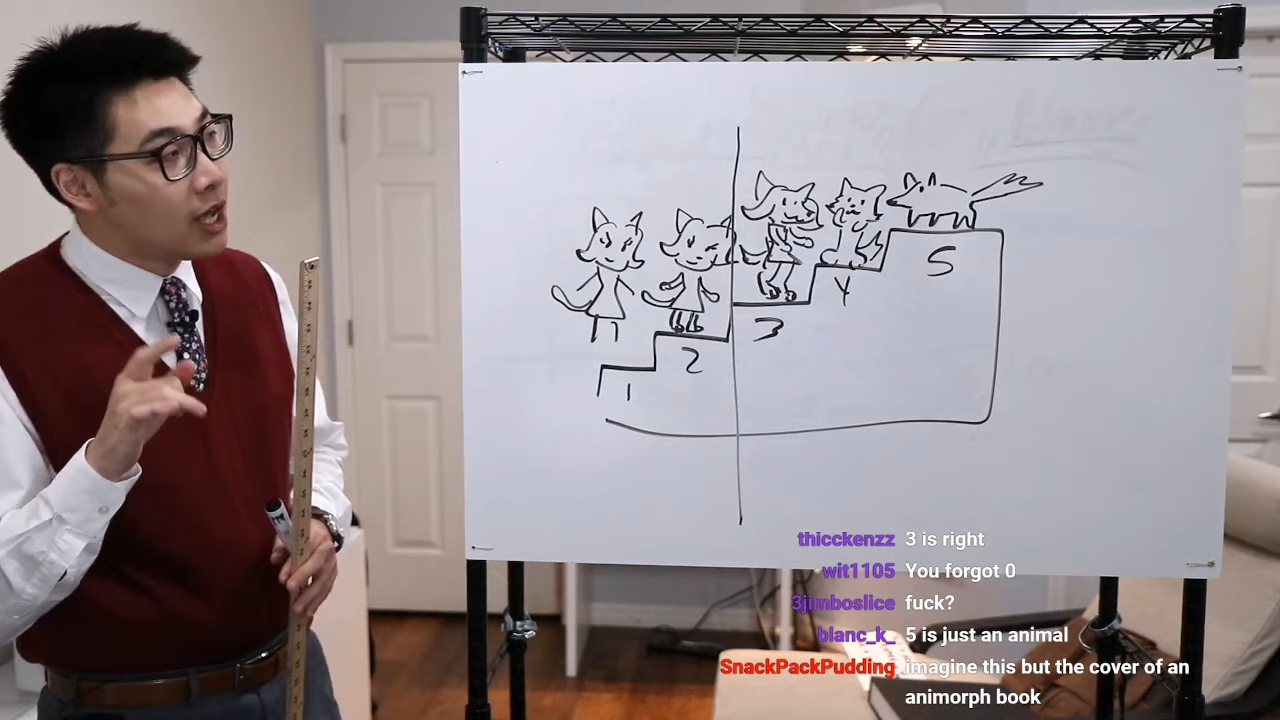 1
2
3
4
5
thicckenzz 3 is right
wit1105 You forgot 0
3jimboslice fuck?
blanc_k_ 5 is just an animal
SnackPackPudding imagine this but the cover of an
animorph book